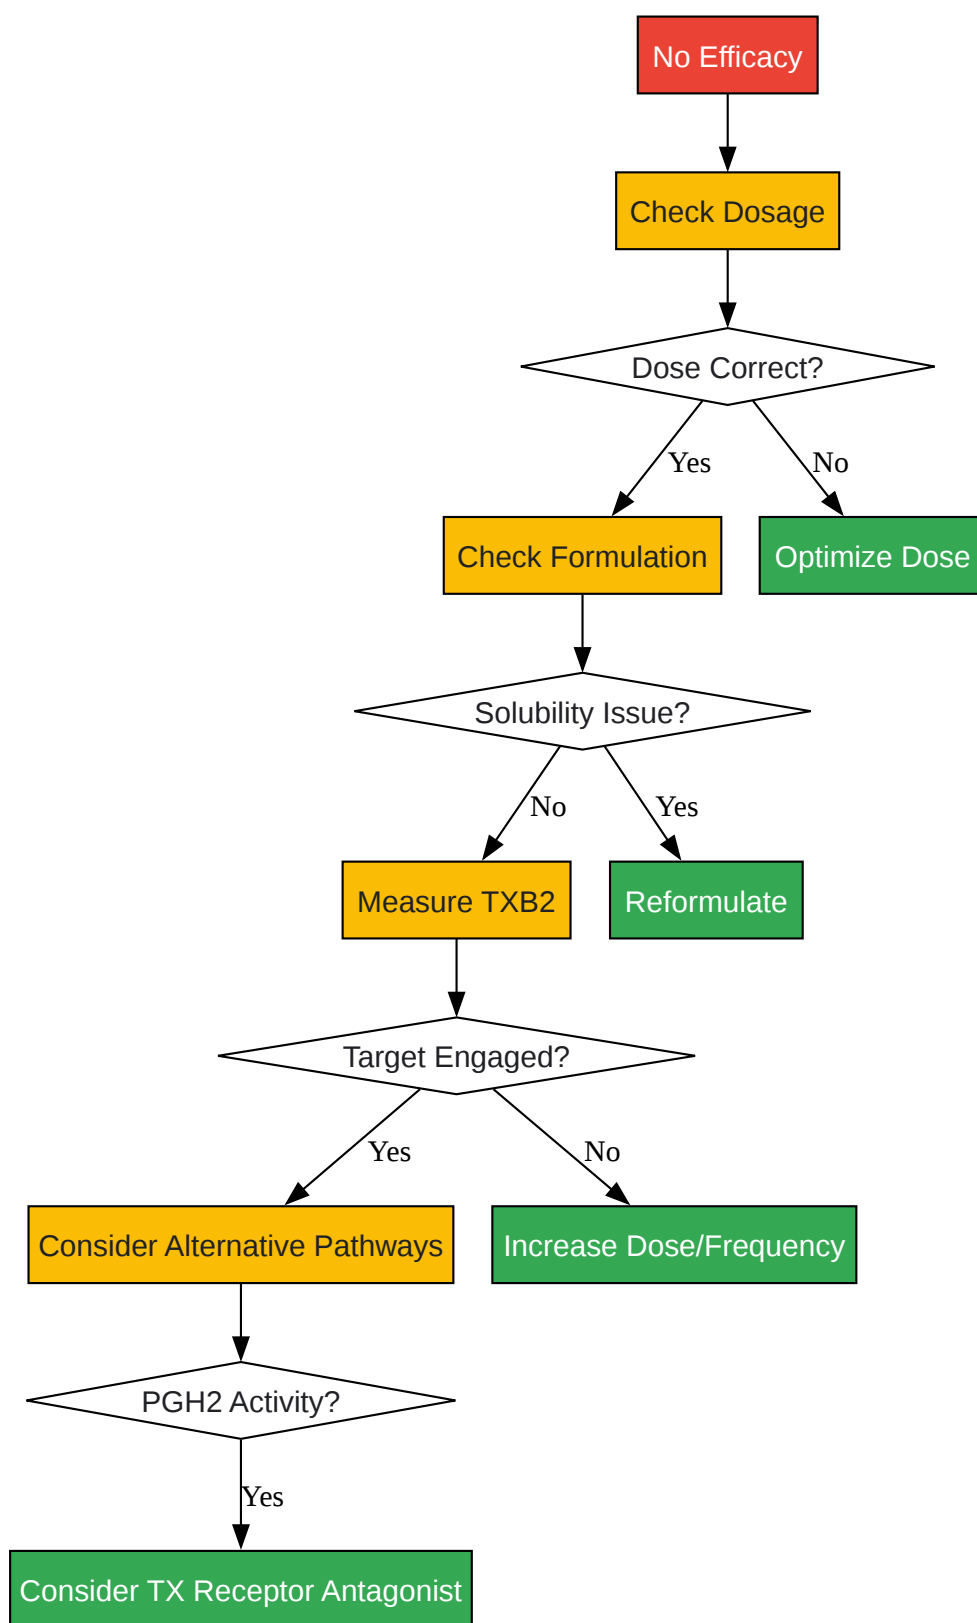 No Efficacy
Check Dosage
Dose Correct?
Yes
No
Check Formulation
Optimize Dose
Solubility Issue?
No
Yes
Measure TXB2
Reformulate
Target Engaged?
Yes
No
Consider Alternative Pathways
Increase Dose/Frequency
PGH2 Activity?
Yes
Consider TX Receptor Antagonist